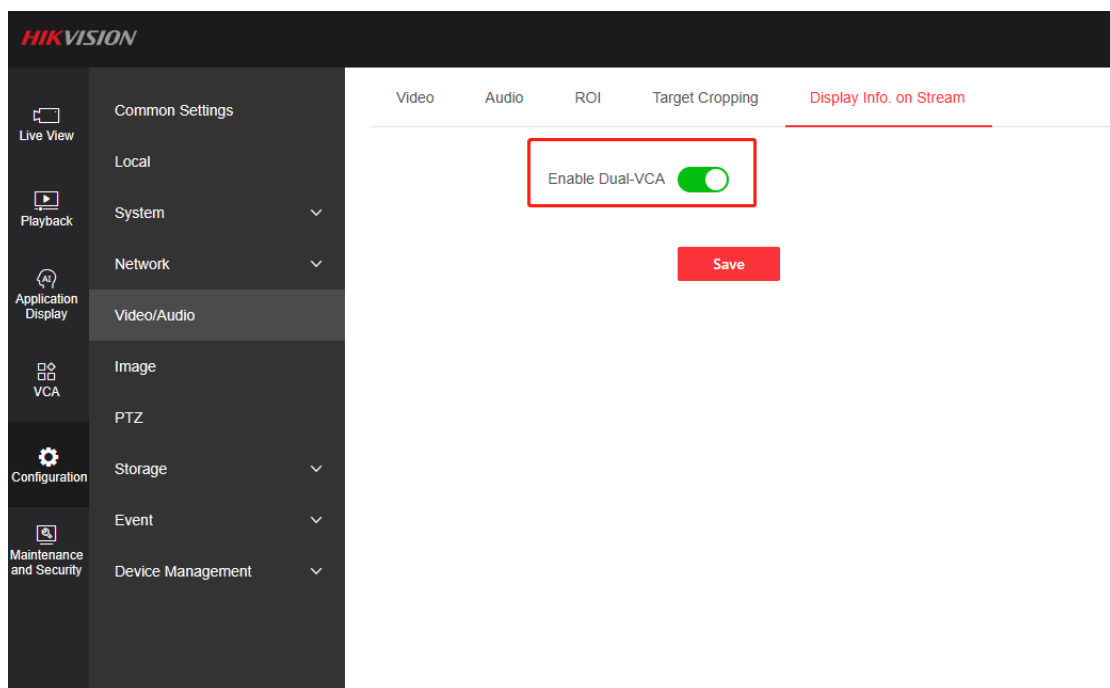 HIKVISION
Live View
Playback
AI
Application
Display
VCA
Configuration
Maintenance
and Security
Common Settings
Local
System
Network
Video/Audio
Image
PTZ
Storage
Event
Device Management
Video Audio ROI Target Cropping Display Info. on Stream
Enable Dual-VCA
Save